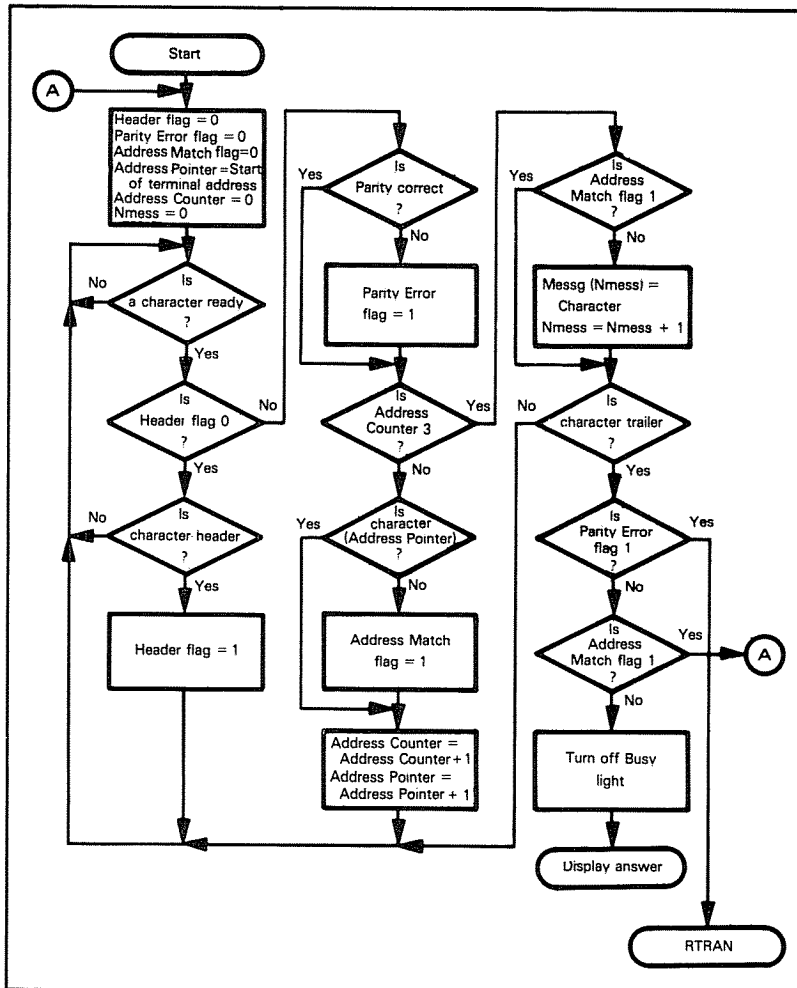 Start
A
Header flag = 0
Parity Error flag = 0
Address Match flag=0
Address Pointer=Start
of terminal address
Address Counter = 0
Nmess = 0
Is
a character ready
?
No
Yes
Is
Header flag 0
?
No
Yes
Is
character header
?
No
Yes
Header flag = 1
Is
Parity correct
?
Yes
No
Parity Error
flag = 1
Is
Address
Counter 3
?
Yes
No
Is
character
(Address Pointer)
?
Yes
No
Address Match
flag = 1
Address Counter =
Address Counter+1
Address Pointer =
Address Pointer + 1
Is
Address
Match flag 1
?
Yes
No
Messg (Nmess) =
Character
Nmess = Nmess + 1
Is
character trailer
?
No
Yes
Is
Parity Error
flag 1
?
Yes
No
Is
Address
Match flag 1
?
Yes
A
No
Turn off Busy
light
Display answer
RTRAN